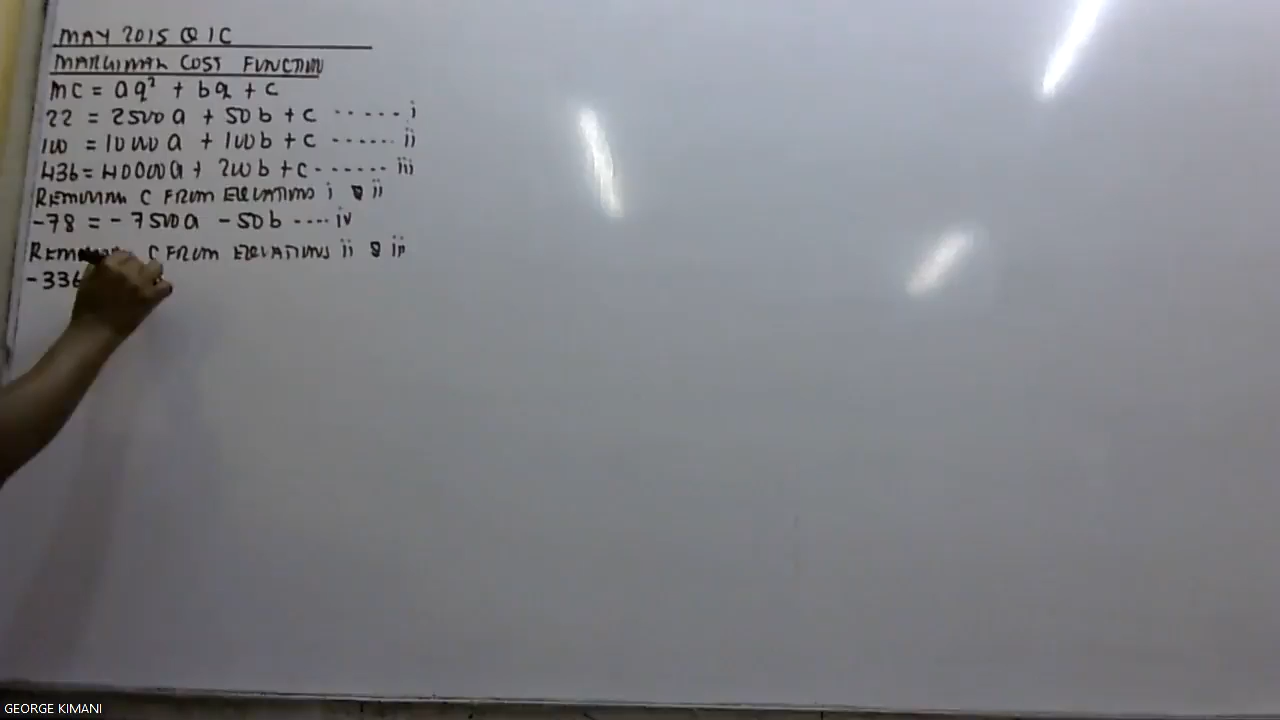 MAY 2015 Q 1C
MARGINAL COST FUNCTION
MC = aq² + bq + c
22 = 2500a + 50b + c ------ i
100 = 10000a + 100b + c ------ ii
436 = 40000a + 200b + c ------ iii
REMOVING C FROM EQUATIONS i & ii
-78 = -7500a - 50b ---- iv
C FROM EQUATIONS ii & iii
-336
GEORGE KIMANI